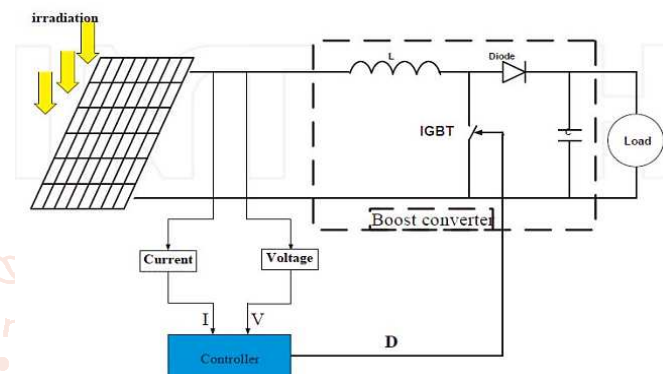 irradiation
L
Diode
IGBT
C
Load
Boost converter
Current
Voltage
I
V
D
Controller